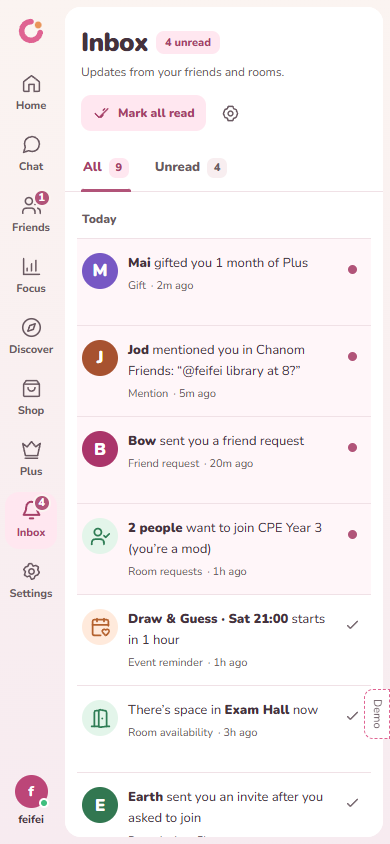 Inbox
4 unread
Updates from your friends and rooms.
Mark all read
All 9
Unread 4
Today
M
Mai gifted you 1 month of Plus
Gift · 2m ago
J
Jod mentioned you in Chanom
Friends: “@feifei library at 8?”
Mention · 5m ago
B
Bow sent you a friend request
Friend request · 20m ago
2 people want to join CPE Year 3
(you’re a mod)
Room requests · 1h ago
Draw & Guess · Sat 21:00 starts
in 1 hour
Event reminder · 1h ago
There’s space in Exam Hall now
Room availability · 3h ago
E
Earth sent you an invite after you
asked to join
Demo
Home
Chat
1
Friends
Focus
Discover
Shop
Plus
4
Inbox
Settings
f
feifei